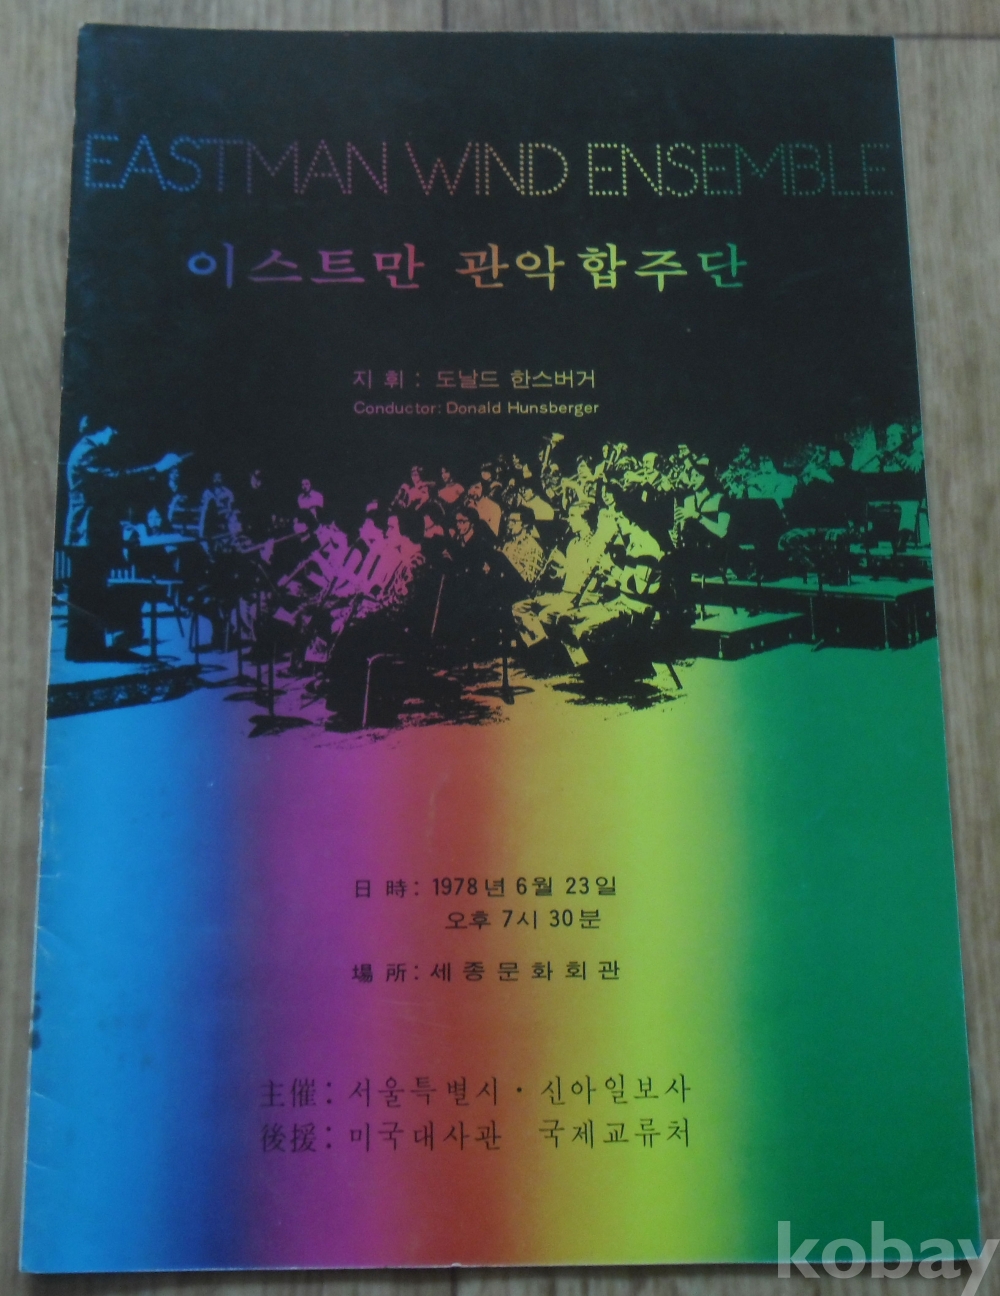 EASTMAN WIND ENSEMBLE
이스트만 관악합주단
지휘: 도날드 한스버거
Conductor: Donald Hunsberger
日時: 1978년 6월 23일
오후 7시 30분
場所: 세종문화회관
主催: 서울특별시 · 신아일보사
後援: 미국대사관 국제교류처
kobay